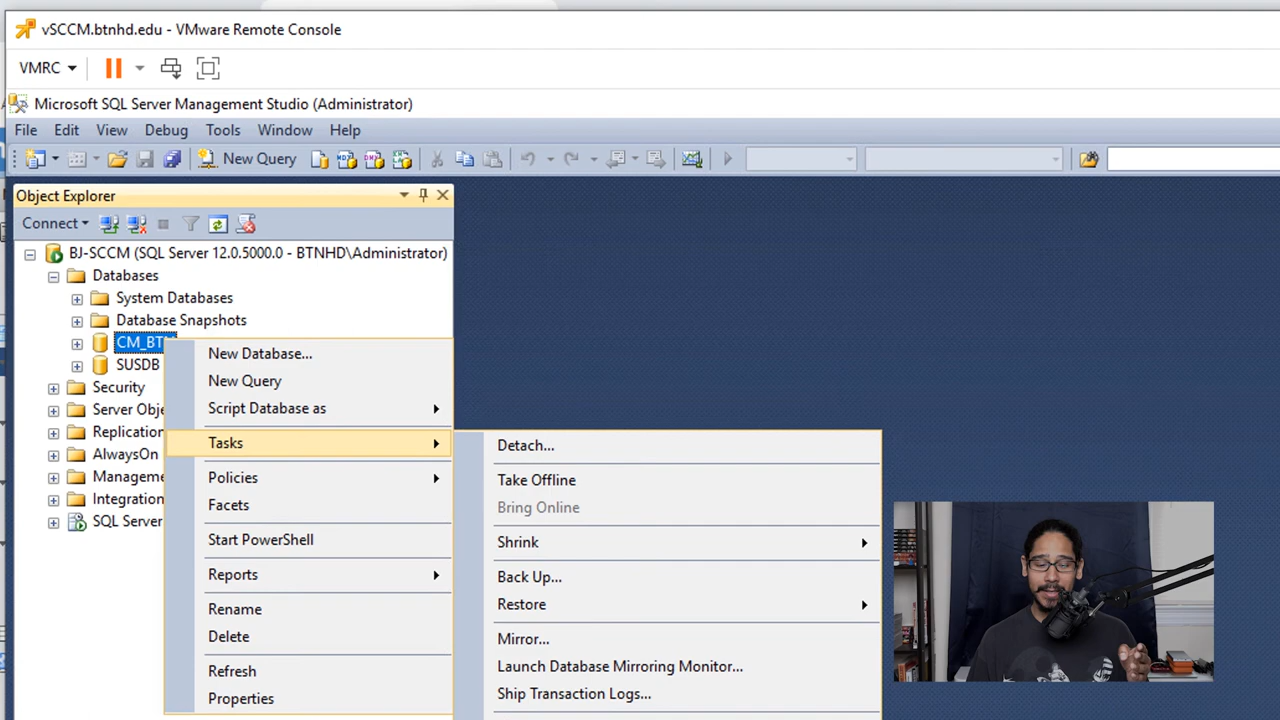 vSCCM.btnhd.edu - VMware Remote Console
VMRC
Microsoft SQL Server Management Studio (Administrator)
File Edit View Debug Tools Window Help
New Query
Object Explorer
Connect
BJ-SCCM (SQL Server 12.0.5000.0 - BTNHD\Administrator)
Databases
System Databases
Database Snapshots
CM_BT
SUSDB
Security
Server Obje
Replication
AlwaysOn
Manageme
Integration
SQL Server
New Database...
New Query
Script Database as
Tasks
Policies
Facets
Start PowerShell
Reports
Rename
Delete
Refresh
Properties
Detach...
Take Offline
Bring Online
Shrink
Back Up...
Restore
Mirror...
Launch Database Mirroring Monitor...
Ship Transaction Logs...